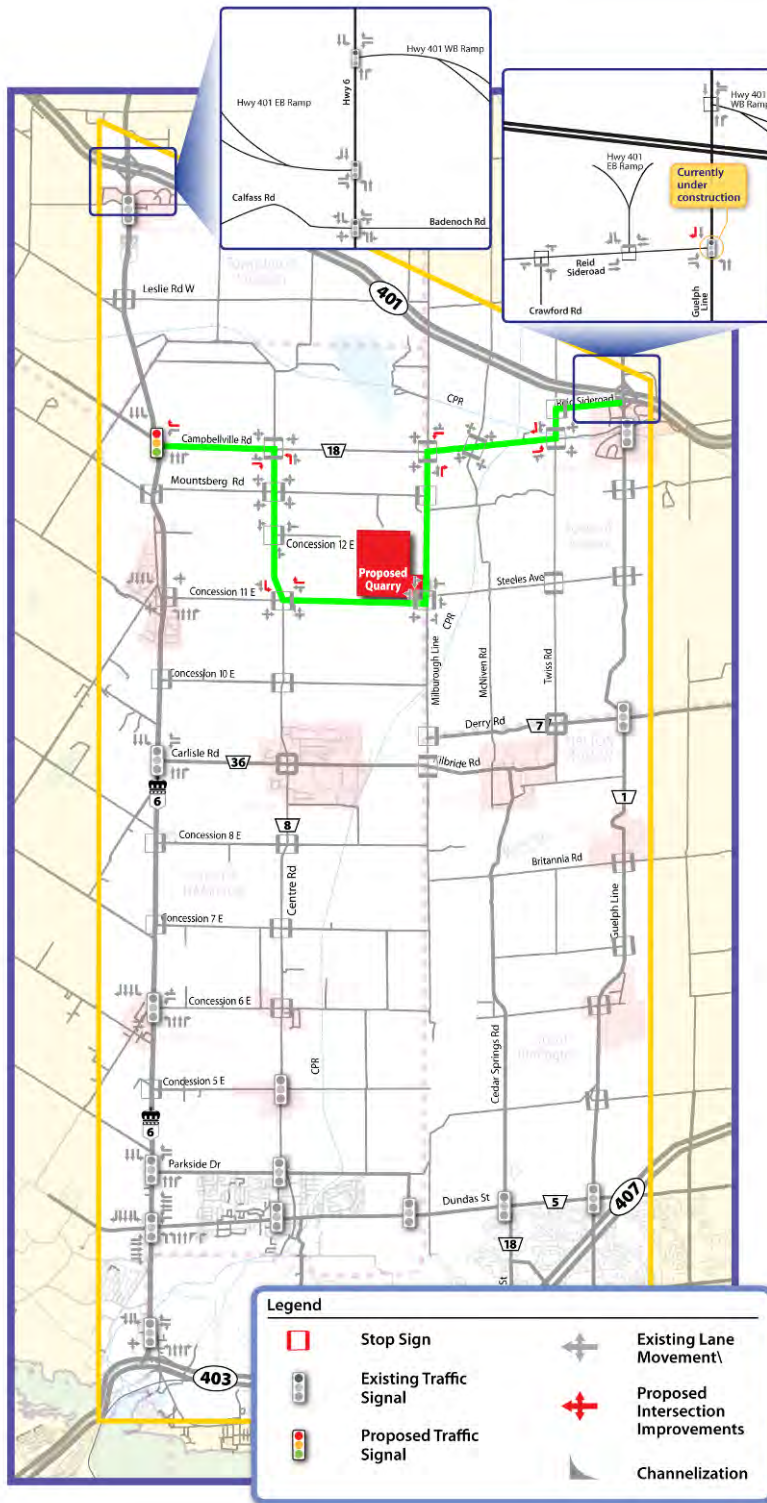 Hwy 401 WB Ramp
Hwy 6
Hwy 401 EB Ramp
Calfass Rd
Badenoch Rd
Hwy 401
WB Ramp
Hwy 401
EB Ramp
Currently
under
construction
Reid
Sideroad
Guelph
Line
Crawford Rd
Leslie Rd W
401
CPR
Reid Sideroad
Campbellville Rd
18
Mountsberg Rd
Concession 12 E
Proposed
Quarry
Steeles Ave
Concession 11 E
CPR
Milburough Line
McNiven Rd
Twiss Rd
Concession 10 E
Derry Rd
7
Carlisle Rd
36
ilbride Rd
6
1
8
Concession 8 E
Centre Rd
Britannia Rd
Guelph Line
Concession 7 E
Concession 6 E
Cedar Springs Rd
CPR
Concession 5 E
6
Parkside Dr
Dundas St
5
407
18
St
403
Legend
Stop Sign
Existing Traffic
Signal
Proposed Traffic
Signal
Existing Lane
Movement\
Proposed
Intersection
Improvements
Channelization